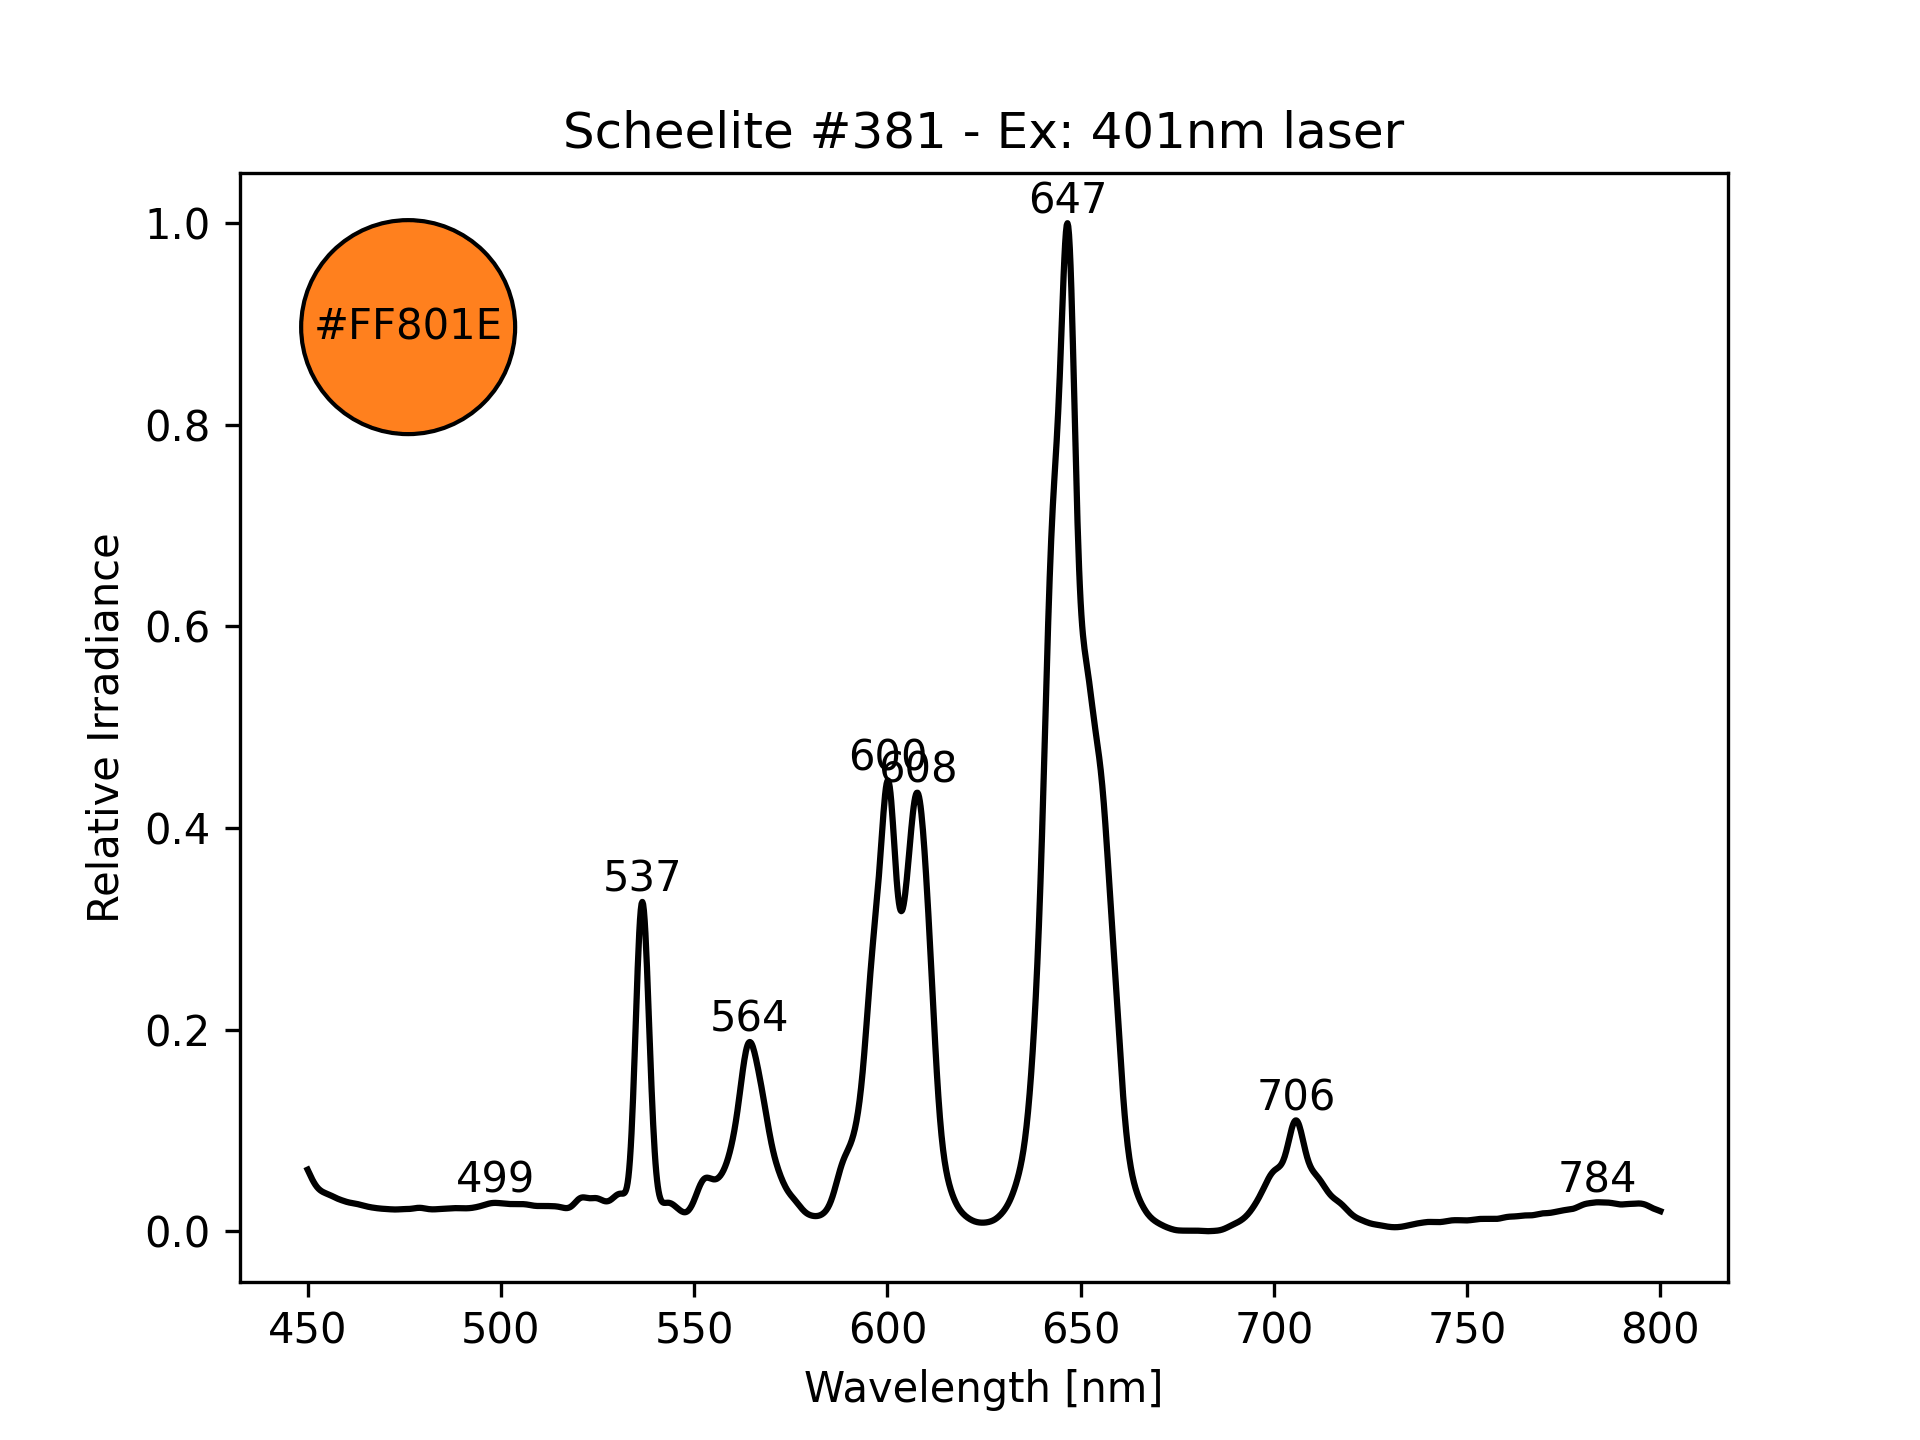 Scheelite #381 - Ex: 401nm laser
#FF801E
647
600
608
537
564
706
499
784
1.0
0.8
0.6
0.4
0.2
0.0
Relative Irradiance
450 500 550 600 650 700 750 800
Wavelength [nm]